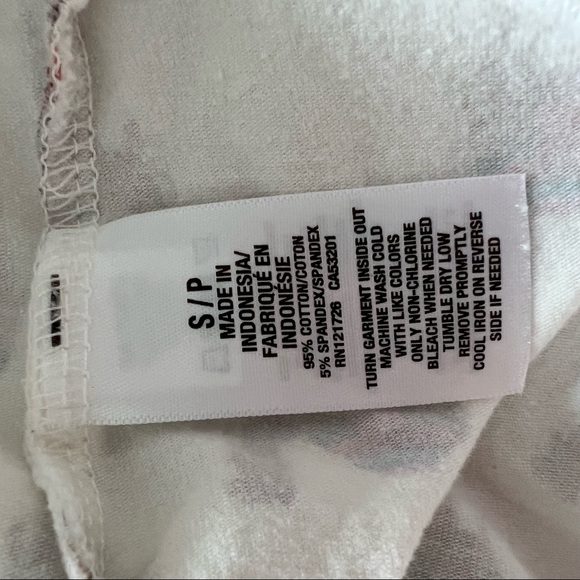 S / P
MADE IN
INDONESIA/
FABRIQUÉ EN
INDONÉSIE
95% COTTON/COTON
5% SPANDEX/SPANDEX
RN121726 CA53201
TURN GARMENT INSIDE OUT
MACHINE WASH COLD
WITH LIKE COLORS
ONLY NON-CHLORINE
BLEACH WHEN NEEDED
TUMBLE DRY LOW
REMOVE PROMPTLY
COOL IRON ON REVERSE
SIDE IF NEEDED